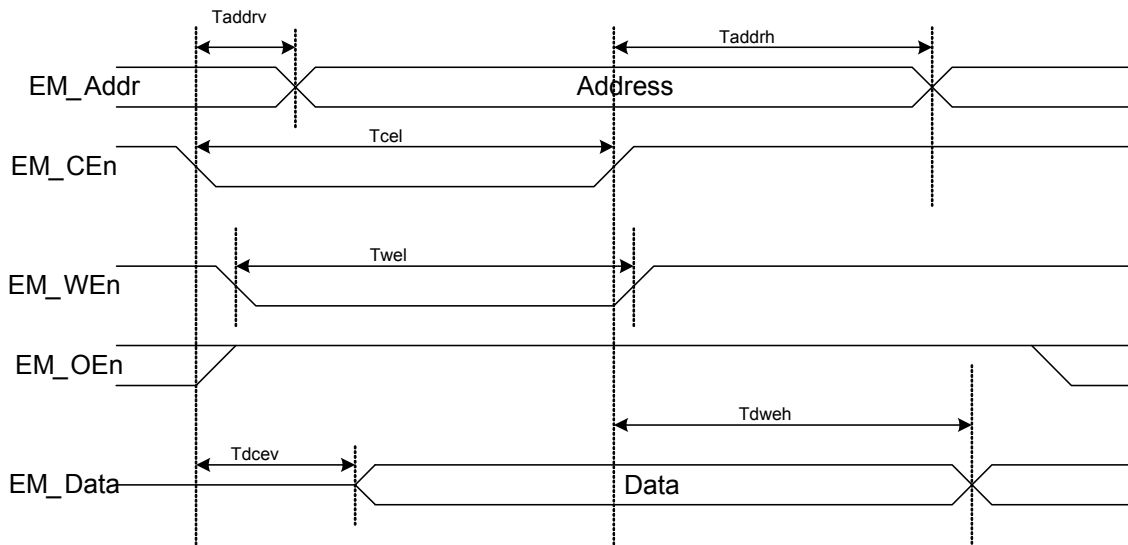 Taddrv
Taddrh
EM_Addr
Address
Tcel
EM_CEn
Twel
EM_WEn
EM_OEn
Tdweh
Tdcev
EM_Data
Data